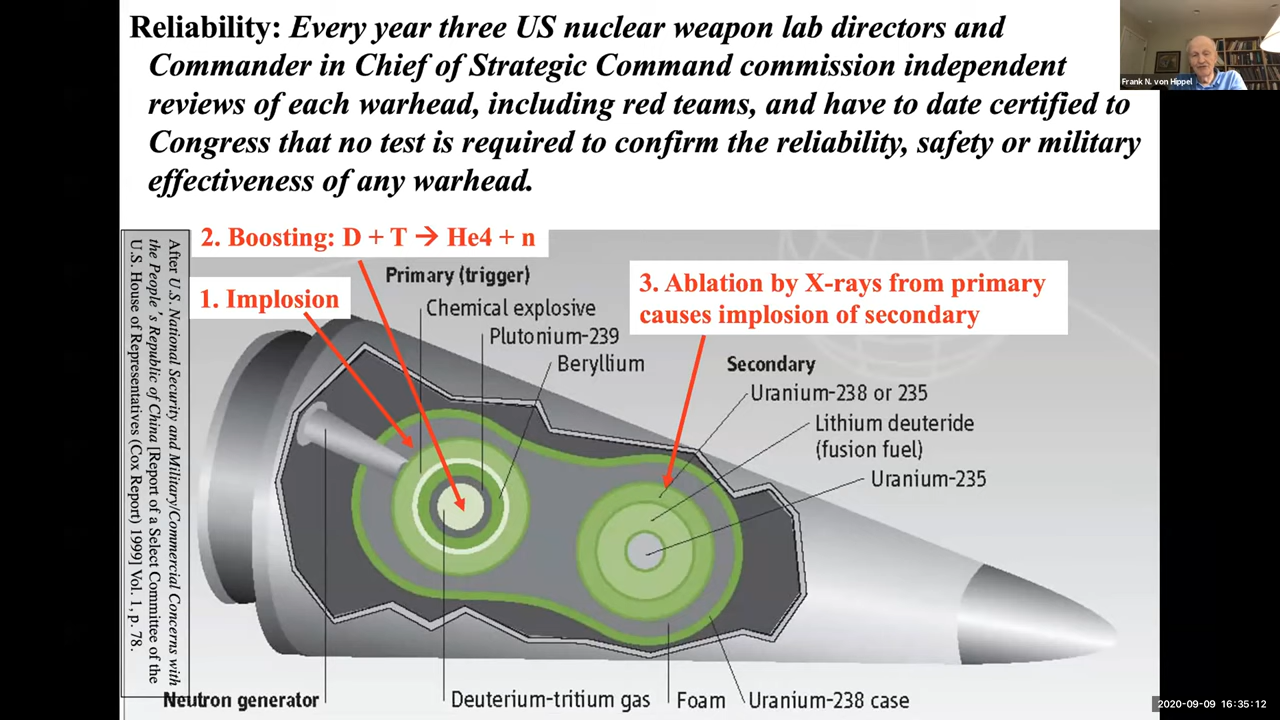 Reliability: Every year three US nuclear weapon lab directors and
Commander in Chief of Strategic Command commission independent
reviews of each warhead, including red teams, and have to date certified to
Congress that no test is required to confirm the reliability, safety or military
effectiveness of any warhead.
Frank N. von Hippel
After U.S. National Security and Military/Commercial Concerns with
the People's Republic of China [Report of a Select Committee of the
U.S. House of Representatives (Cox Report) 1999] Vol. 1, p. 78.
2. Boosting: D + T → He4 + n
1. Implosion
Primary (trigger)
Chemical explosive
Plutonium-239
Beryllium
3. Ablation by X-rays from primary
causes implosion of secondary
Secondary
Uranium-238 or 235
Lithium deuteride
(fusion fuel)
Uranium-235
Neutron generator
Deuterium-tritium gas
Foam
Uranium-238 case
2020-09-09 16:35:12